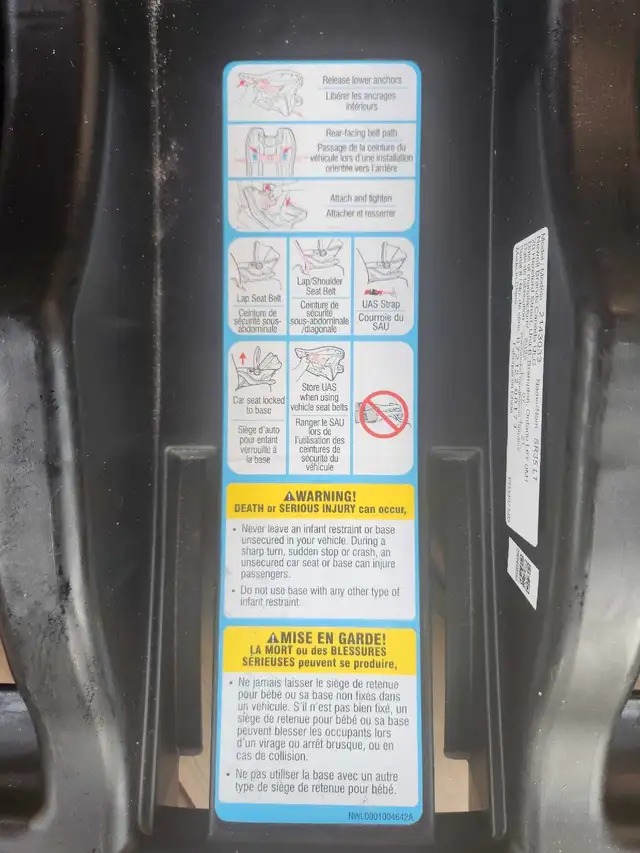 Release lower anchors
Libérer les ancrages
inférieurs
Rear-facing belt path
Passage de la ceinture du
véhicule lors d'une installation
orientée vers l'arrière
Attach and tighten
Attacher et resserrer
Lap Seat Belt
Ceinture de
sécurité sous-
abdominale
Lap/Shoulder
Seat Belt
Ceinture de
sécurité
sous-abdominale
/diagonale
UAS Strap
Courroie du
SAU
Car seat locked
to base
Siège d'auto
pour enfant
verrouillé à
la base
Store UAS
when using
vehicle seat belts
Ranger le SAU
lors de
l'utilisation des
ceintures de
sécurité du
véhicule
⚠WARNING!
DEATH or SERIOUS INJURY can occur,
• Never leave an infant restraint or base
unsecured in your vehicle. During a
sharp turn, sudden stop or crash, an
unsecured car seat or base can injure
passengers.
• Do not use base with any other type of
infant restraint.
⚠MISE EN GARDE!
LA MORT ou des BLESSURES
SÉRIEUSES peuvent se produire,
• Ne jamais laisser le siège de retenue
pour bébé ou sa base non fixés dans
un véhicule. S'il n'est pas bien fixé, un
siège de retenue pour bébé ou sa base
peuvent blesser les occupants lors
d'un virage ou arrêt brusque, ou en
cas de collision.
• Ne pas utiliser la base avec un autre
type de siège de retenue pour bébé.
NWL0001004642A
Model/Modèle: 2143033 Name/Nom: SR35 LT